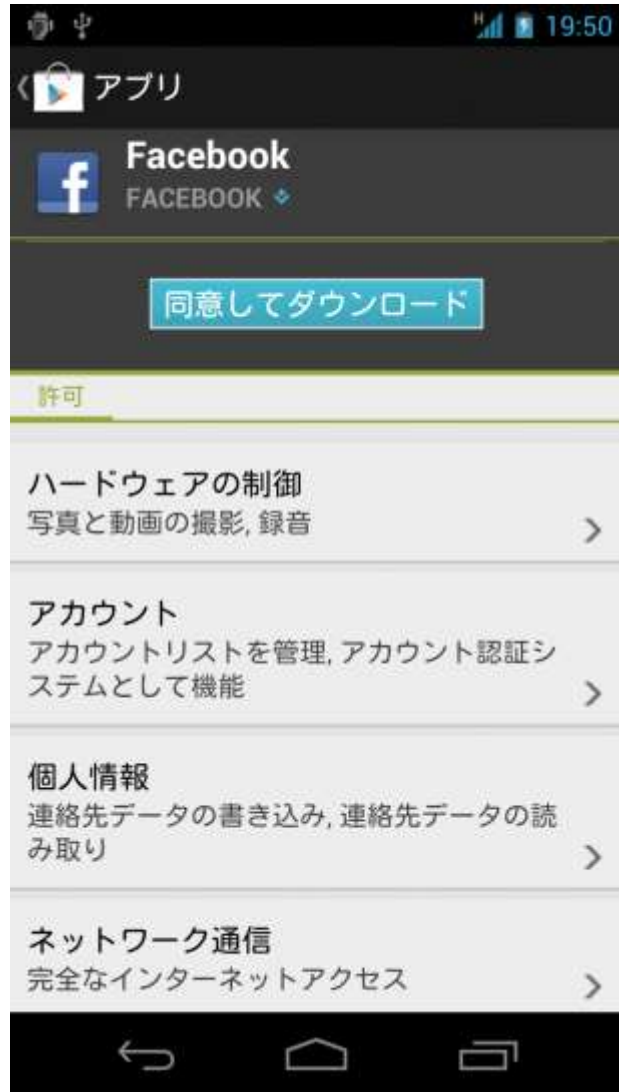 H 19:50
アプリ
Facebook
FACEBOOK
同意してダウンロード
許可
ハードウェアの制御
写真と動画の撮影, 録音
アカウント
アカウントリストを管理, アカウント認証シ
ステムとして機能
個人情報
連絡先データの書き込み, 連絡先データの読
み取り
ネットワーク通信
完全なインターネットアクセス